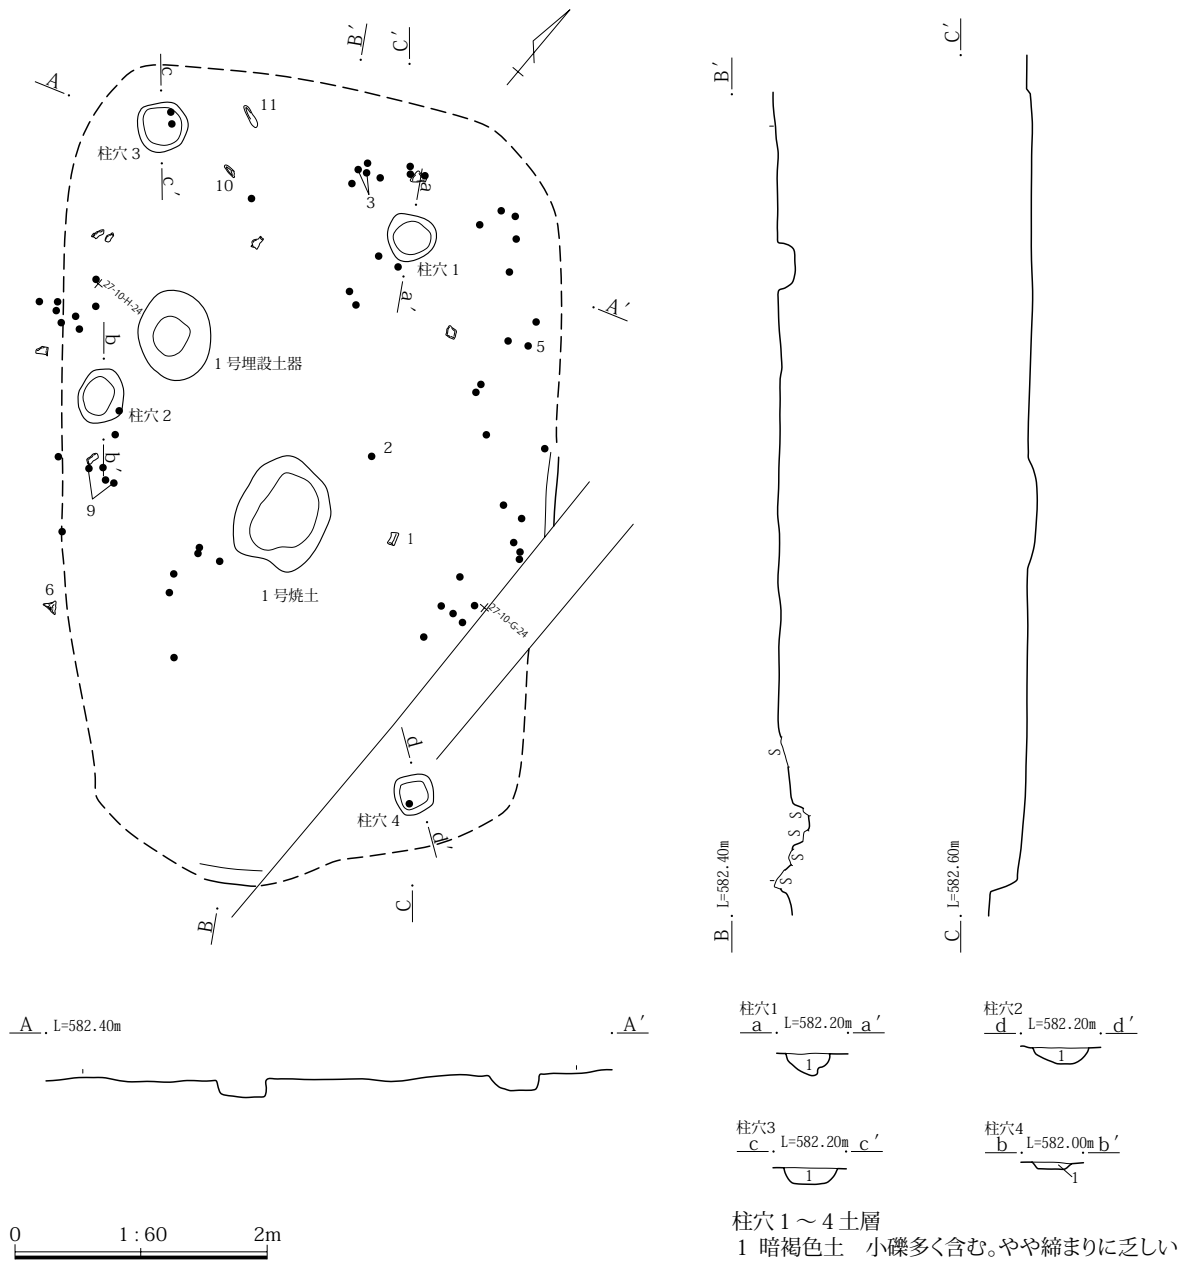 A
c
B′
C′
11
柱穴 3
c′
10
3
a
柱穴 1
a′
A′
27-10-H-24
b
1 号埋設土器
5
柱穴 2
b′
2
9
1
6
1 号焼土
27-10-G-24
d
柱穴 4
d′
B
C
B′
C′
S
S
S
S
S
B L=582.40m
C L=582.60m
A L=582.40m A′
柱穴1
a L=582.20m a′
1
柱穴2
d L=582.20m d′
1
柱穴3
c L=582.20m c′
1
柱穴4
b L=582.00m b′
1
0 1 : 60 2m
柱穴 1 ～ 4 土層
1 暗褐色土 小礫多く含む。やや締まりに乏しい